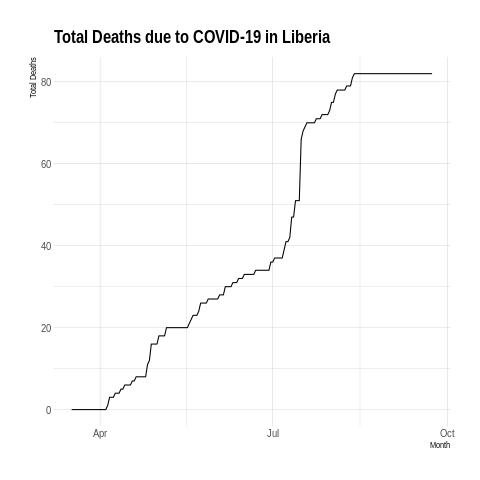 Total Deaths due to COVID-19 in Liberia
Total Deaths
80
60
40
20
0
Apr
Jul
Oct
Month